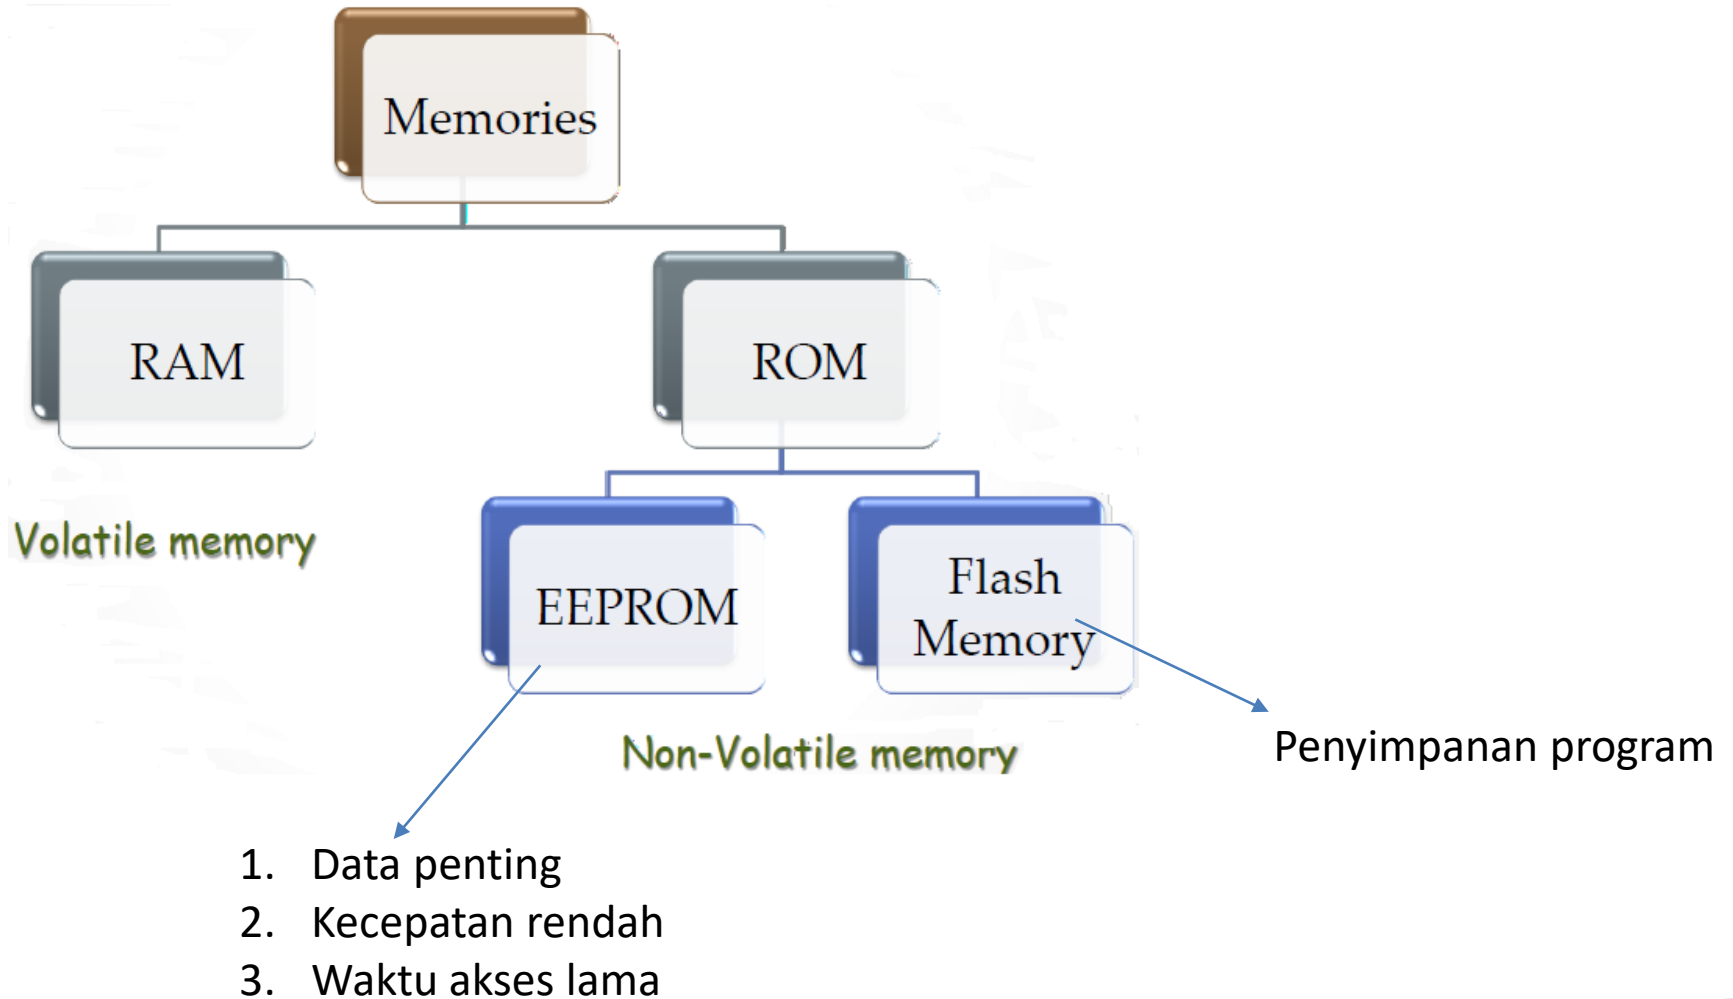 Memories
RAM
ROM
Volatile memory
EEPROM
Flash
Memory
Non-Volatile memory
Penyimpanan program
1. Data penting
2. Kecepatan rendah
3. Waktu akses lama